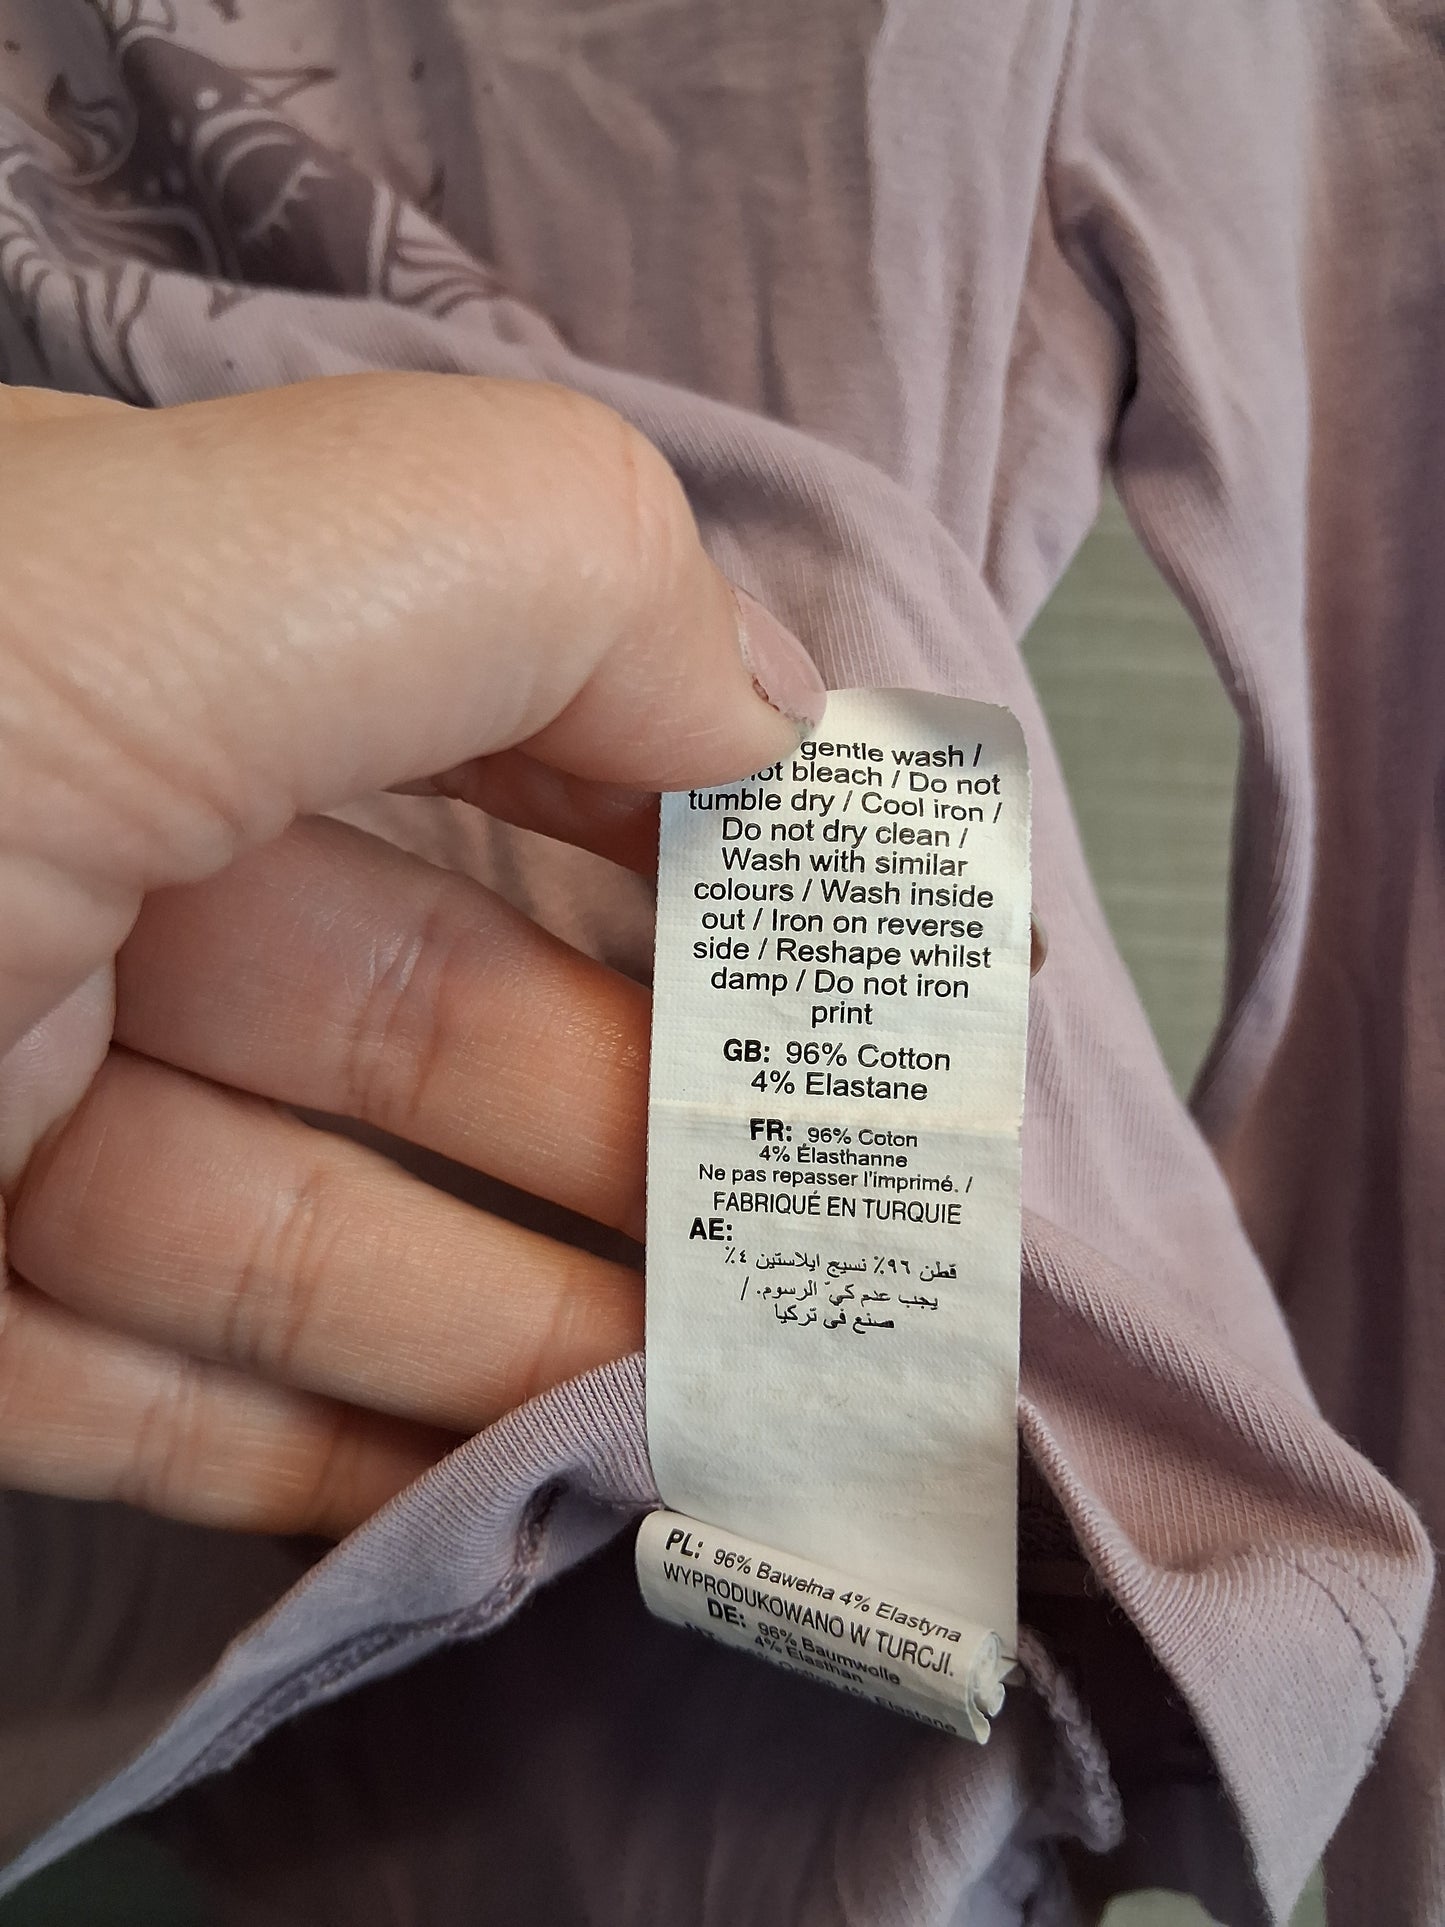 gentle wash /
not bleach / Do not
tumble dry / Cool iron /
Do not dry clean /
Wash with similar
colours / Wash inside
out / Iron on reverse
side / Reshape whilst
damp / Do not iron
print
GB: 96% Cotton
4% Elastane
FR: 96% Coton
4% Élasthanne
Ne pas repasser l'imprimé. /
FABRIQUÉ EN TURQUIE
AE:
قطن ٩٦٪ نسيج ايلاستين ٤٪
يجب عدم كيّ الرسوم. /
صنع في تركيا
PL: 96% Bawełna 4% Elastyna
WYPRODUKOWANO W TURCJI.
DE: 96% Baumwolle
4% Elasthan
4% Elastane